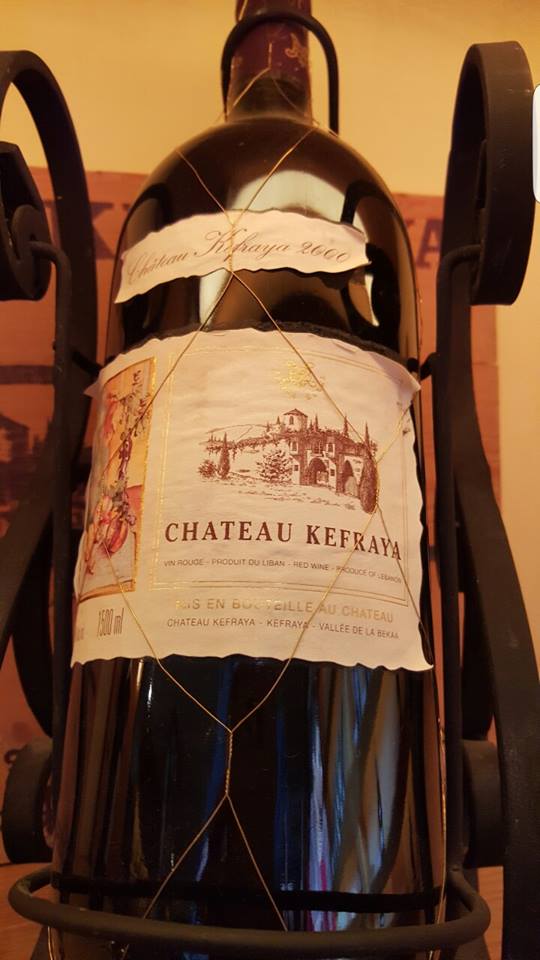 Château Kefraya 2000
CHATEAU KEFRAYA
VIN ROUGE - PRODUIT DU LIBAN - RED WINE - PRODUCE OF LEBANON
MIS EN BOUTEILLE AU CHATEAU
1500 ml
CHATEAU KEFRAYA - KEFRAYA - VALLÉE DE LA BEKAA